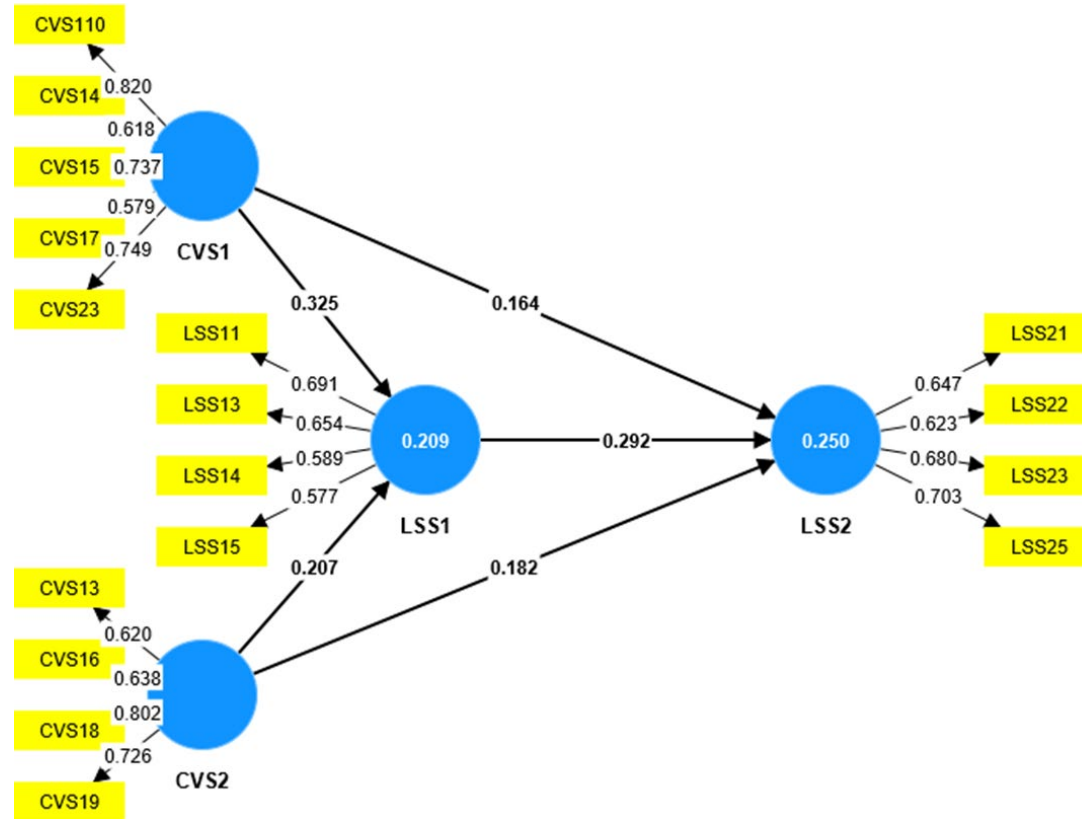 CVS110
0.820
CVS14
0.618
CVS15
0.737
0.579
CVS17
0.749
CVS1
CVS23
0.325
0.164
LSS11
0.691
LSS13
0.654
0.589
LSS14
0.577
LSS15
0.209
LSS1
0.292
0.250
LSS2
LSS21
0.647
LSS22
0.623
0.680
LSS23
0.703
LSS25
0.207
0.182
CVS13
0.620
CVS16
0.638
0.802
CVS18
0.726
CVS19
CVS2